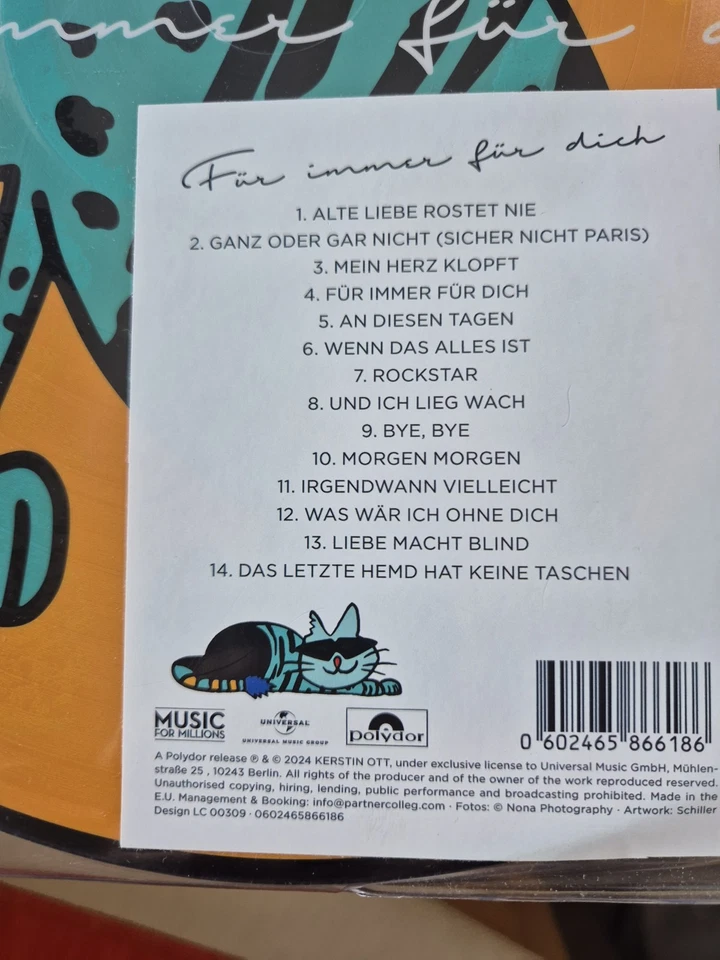 mmer für
Für immer für dich
1. ALTE LIEBE ROSTET NIE
2. GANZ ODER GAR NICHT (SICHER NICHT PARIS)
3. MEIN HERZ KLOPFT
4. FÜR IMMER FÜR DICH
5. AN DIESEN TAGEN
6. WENN DAS ALLES IST
7. ROCKSTAR
8. UND ICH LIEG WACH
9. BYE, BYE
10. MORGEN MORGEN
11. IRGENDWANN VIELLEICHT
12. WAS WÄR ICH OHNE DICH
13. LIEBE MACHT BLIND
14. DAS LETZTE HEMD HAT KEINE TASCHEN
MUSIC
FOR MILLIONS
UNIVERSAL
UNIVERSAL MUSIC GROUP
polydor
0 602465 866186
A Polydor release ℗ & © 2024 KERSTIN OTT, under exclusive license to Universal Music GmbH, Mühlen-
straße 25 , 10243 Berlin. All rights of the producer and of the owner of the work reproduced reserved.
Unauthorised copying, hiring, lending, public performance and broadcasting prohibited. Made in the
E.U. Management & Booking: info@partnercolleg.com · Fotos: © Nona Photography · Artwork: Schiller
Design LC 00309 · 0602465866186